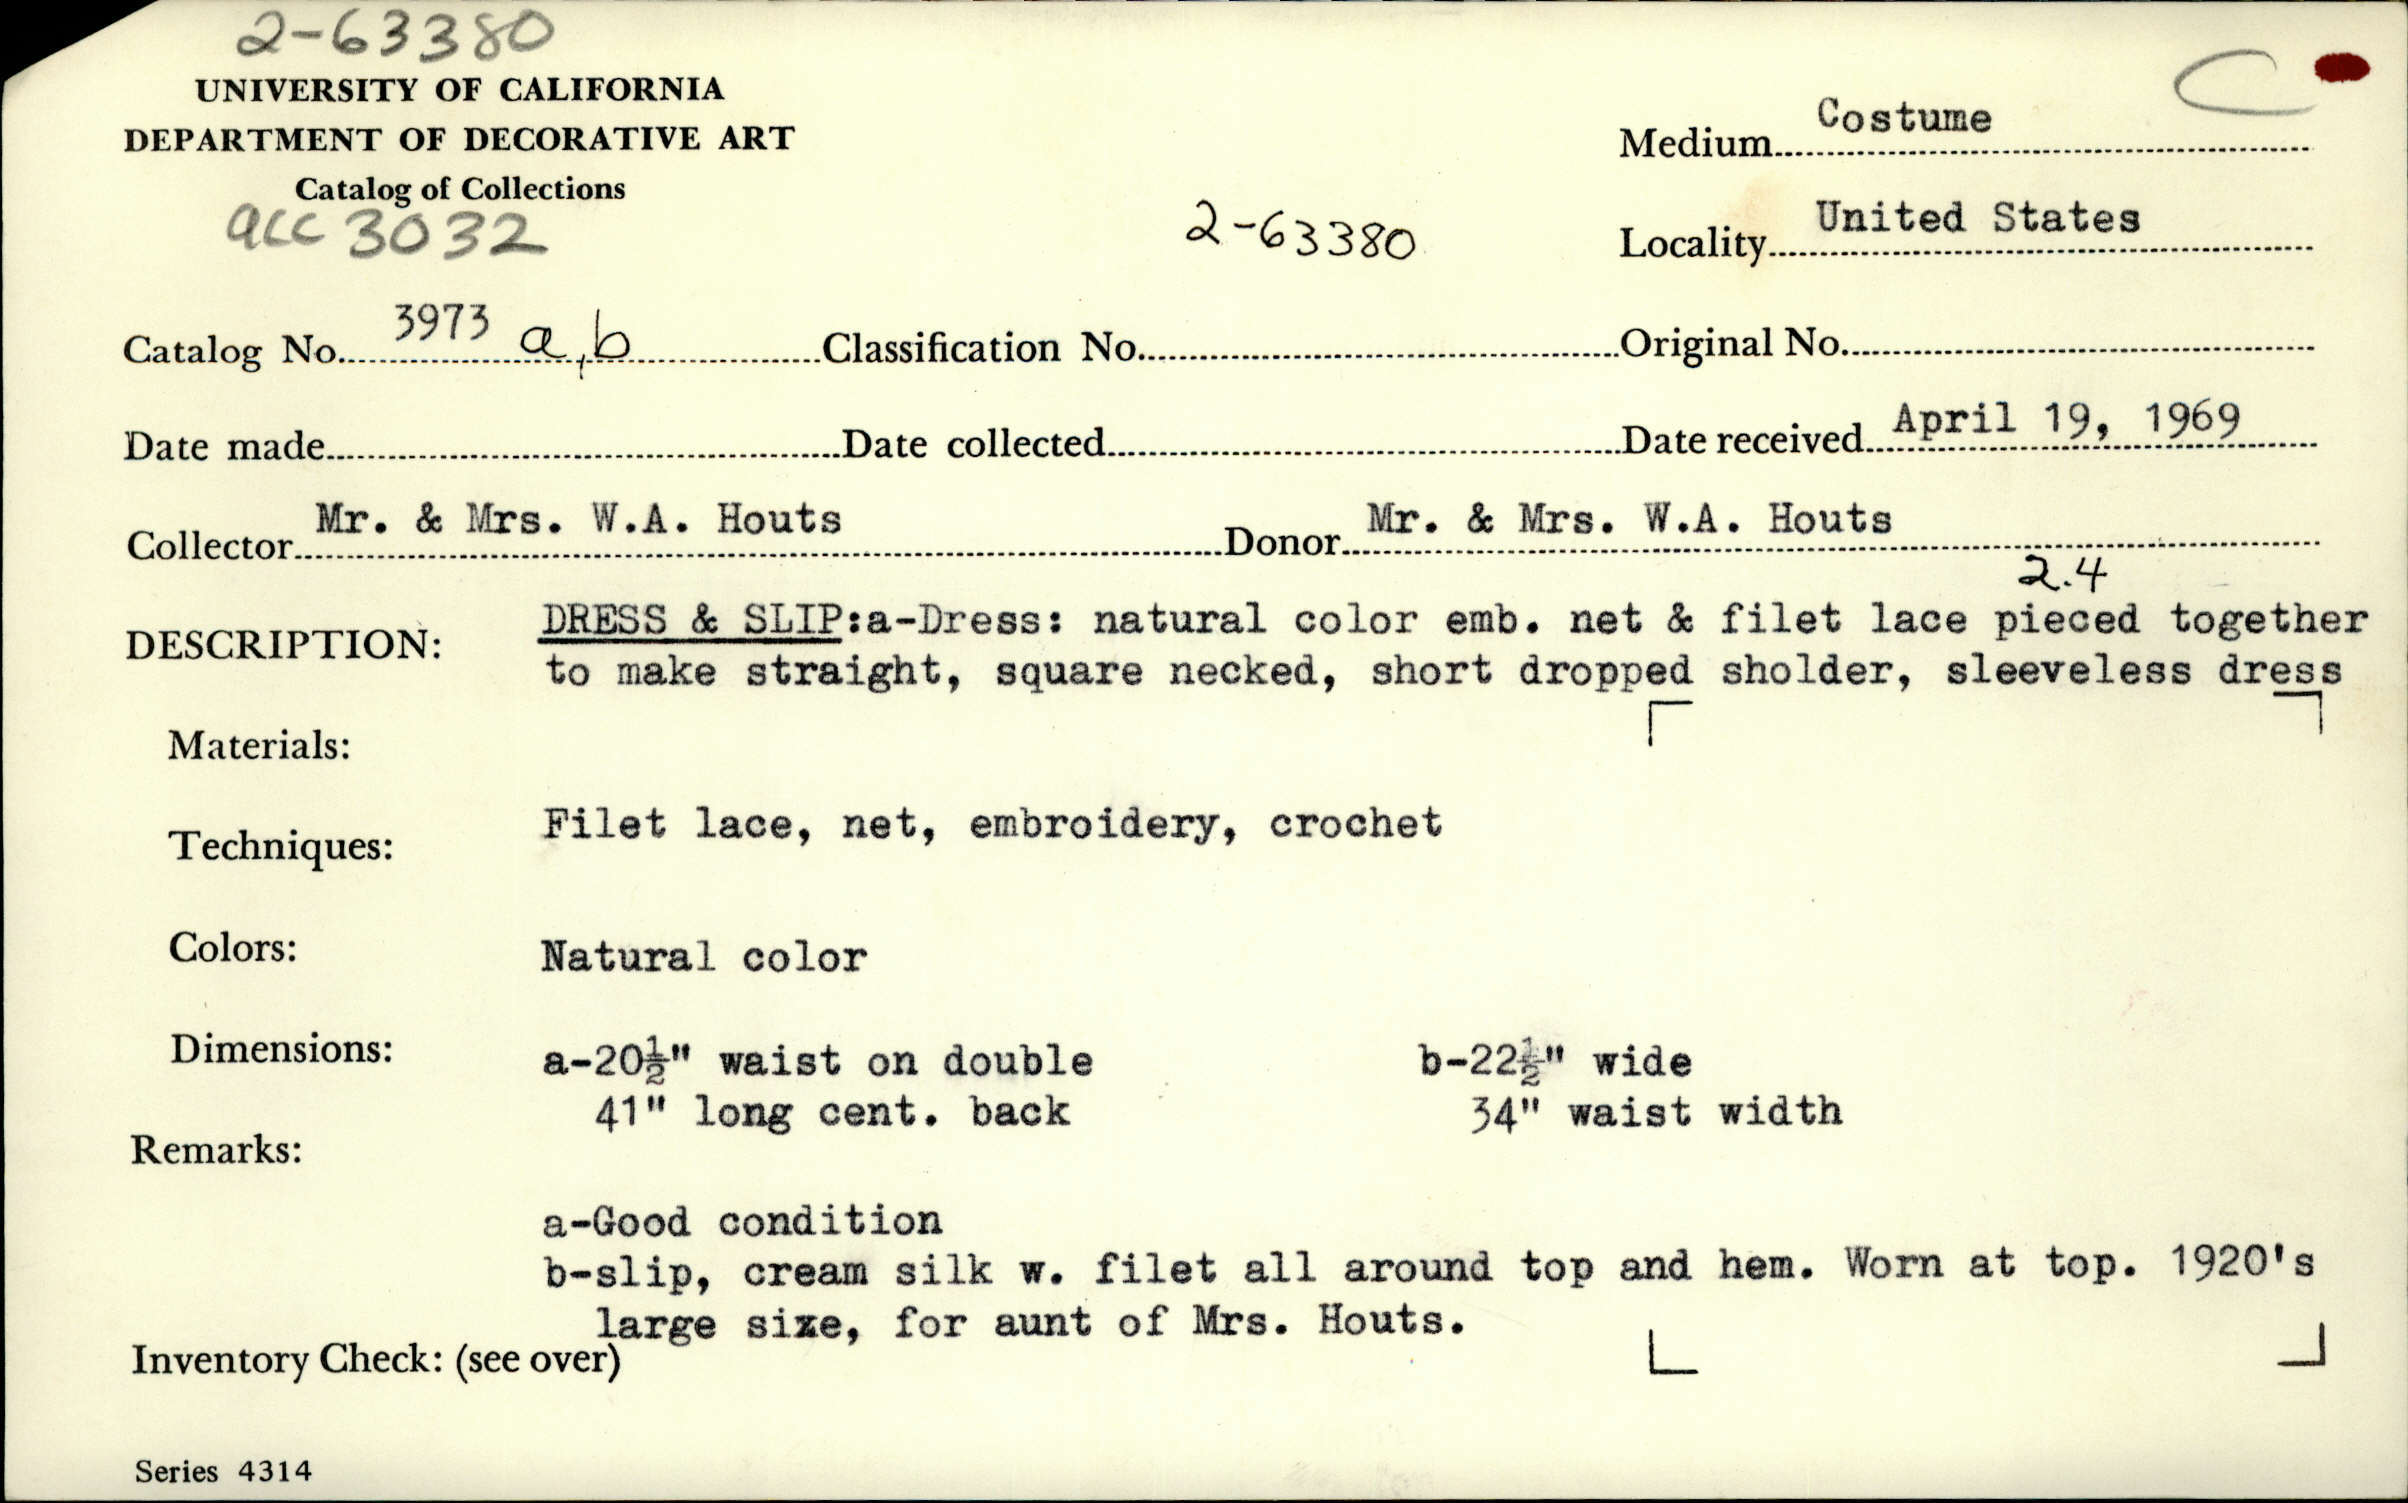 2-63380
UNIVERSITY OF CALIFORNIA
DEPARTMENT OF DECORATIVE ART
Catalog of Collections
acc 3032
2-63380
C
Medium Costume
Locality United States
Catalog No. 3973 a,b Classification No. Original No.
Date made Date collected Date received April 19, 1969
Collector Mr. & Mrs. W.A. Houts Donor Mr. & Mrs. W.A. Houts
2.4
DESCRIPTION: DRESS & SLIP:a-Dress: natural color emb. net & filet lace pieced together
to make straight, square necked, short dropped sholder, sleeveless dress
Materials:
Techniques: Filet lace, net, embroidery, crochet
Colors: Natural color
Dimensions: a-20½" waist on double b-22½" wide
41" long cent. back 34" waist width
Remarks:
a-Good condition
b-slip, cream silk w. filet all around top and hem. Worn at top. 1920's
large size, for aunt of Mrs. Houts.
Inventory Check: (see over)
Series 4314